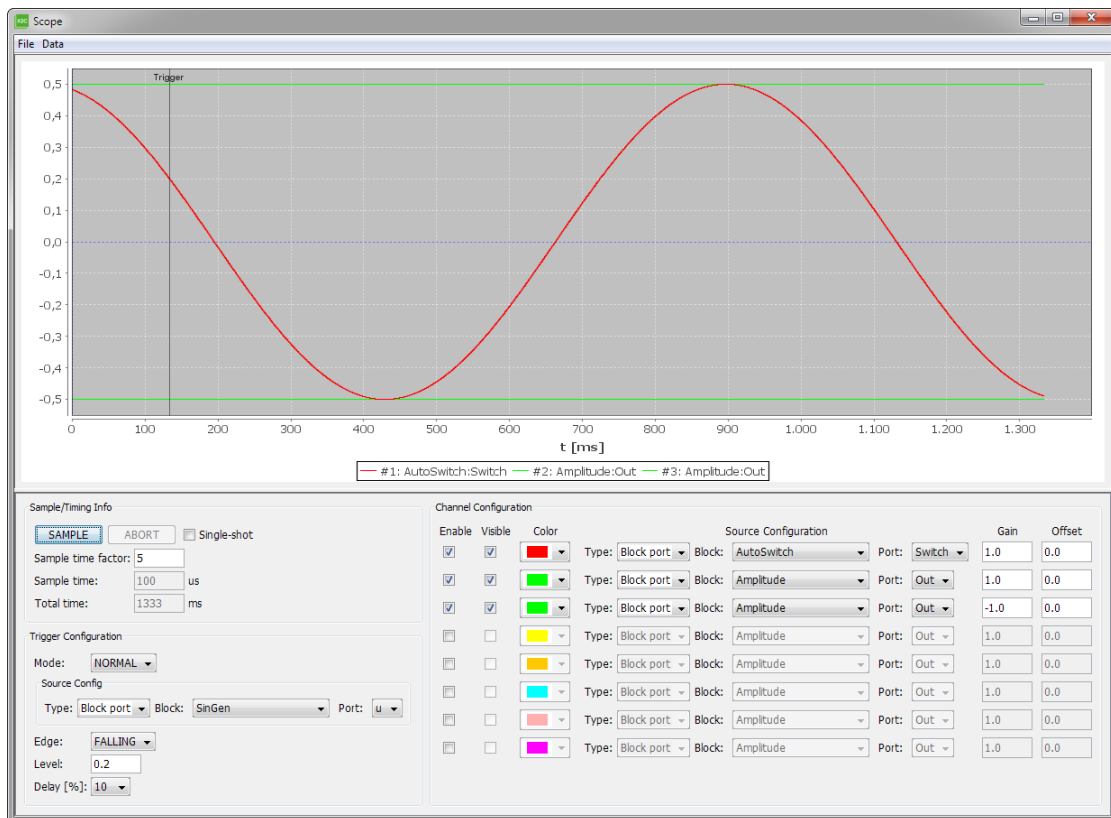 X2C Scope
File Data
Trigger
0,5
0,4
0,3
0,2
0,1
0,0
-0,1
-0,2
-0,3
-0,4
-0,5
0 100 200 300 400 500 600 700 800 900 1.000 1.100 1.200 1.300
t [ms]
#1: AutoSwitch:Switch #2: Amplitude:Out #3: Amplitude:Out
Sample/Timing Info
SAMPLE ABORT Single-shot
Sample time factor: 5
Sample time: 100 us
Total time: 1333 ms
Trigger Configuration
Mode: NORMAL
Source Config
Type: Block port Block: SinGen Port: u
Edge: FALLING
Level: 0.2
Delay [%]: 10
Channel Configuration
Enable Visible Color Source Configuration Gain Offset
Type: Block port Block: AutoSwitch Port: Switch 1.0 0.0
Type: Block port Block: Amplitude Port: Out 1.0 0.0
Type: Block port Block: Amplitude Port: Out -1.0 0.0
Type: Block port Block: Amplitude Port: Out 1.0 0.0
Type: Block port Block: Amplitude Port: Out 1.0 0.0
Type: Block port Block: Amplitude Port: Out 1.0 0.0
Type: Block port Block: Amplitude Port: Out 1.0 0.0
Type: Block port Block: Amplitude Port: Out 1.0 0.0